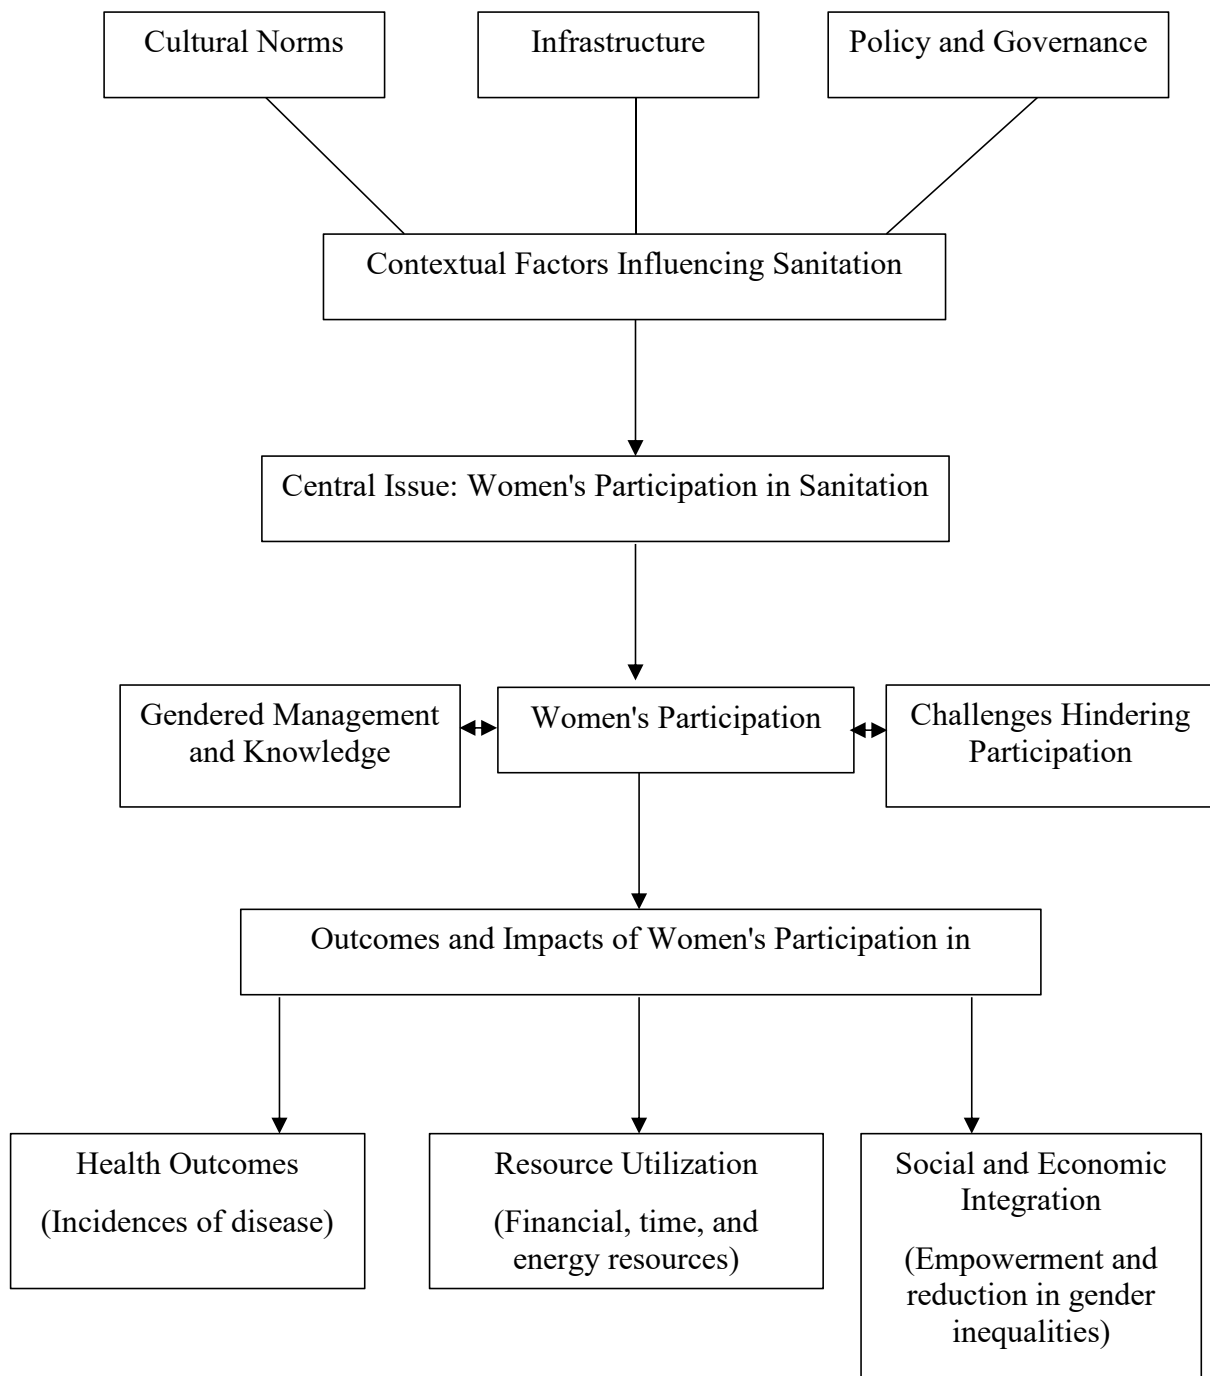 Cultural Norms
Infrastructure
Policy and Governance
Contextual Factors Influencing Sanitation
Central Issue: Women's Participation in Sanitation
Gendered Management
and Knowledge
Women's Participation
Challenges Hindering
Participation
Outcomes and Impacts of Women's Participation in
Health Outcomes
(Incidences of disease)
Resource Utilization
(Financial, time, and
energy resources)
Social and Economic
Integration
(Empowerment and
reduction in gender
inequalities)